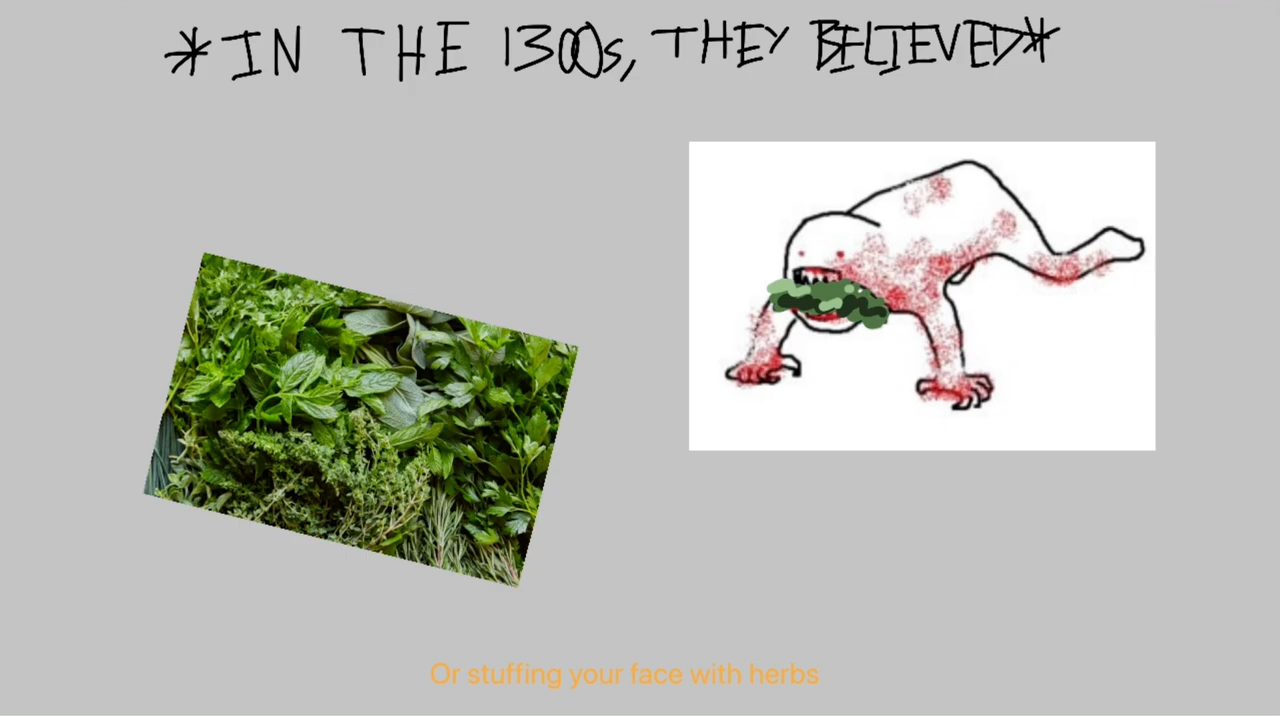 *IN THE 1300s, THEY BELIEVED*
Or stuffing your face with herbs